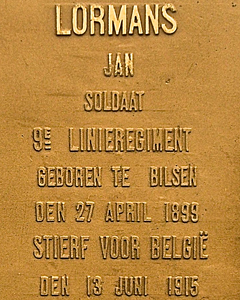 LORMANS
JAN
SOLDAAT
9E LINIEREGIMENT
GEBOREN TE BILSEN
DEN 27 APRIL 1899
STIERF VOOR BELGIË
DEN 13 JUNI 1915